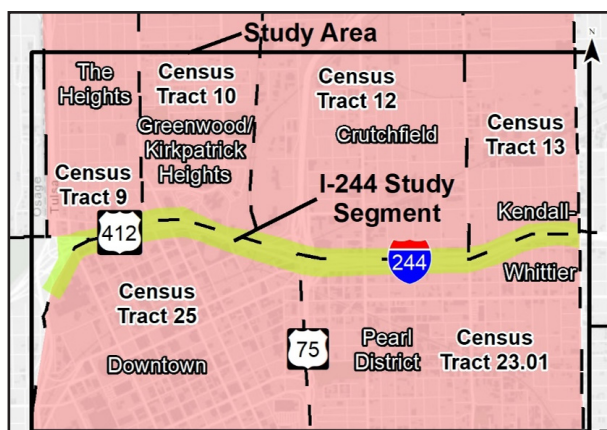 Study Area
N
The
Heights
Census
Tract 10
Census
Tract 12
Greenwood/
Kirkpatrick
Heights
Crutchfield
Census
Tract 13
Census
Tract 9
I-244 Study
Segment
Kendall-
Whittier
Osage
Tulsa
412
244
Census
Tract 25
75
Pearl
District
Census
Tract 23.01
Downtown